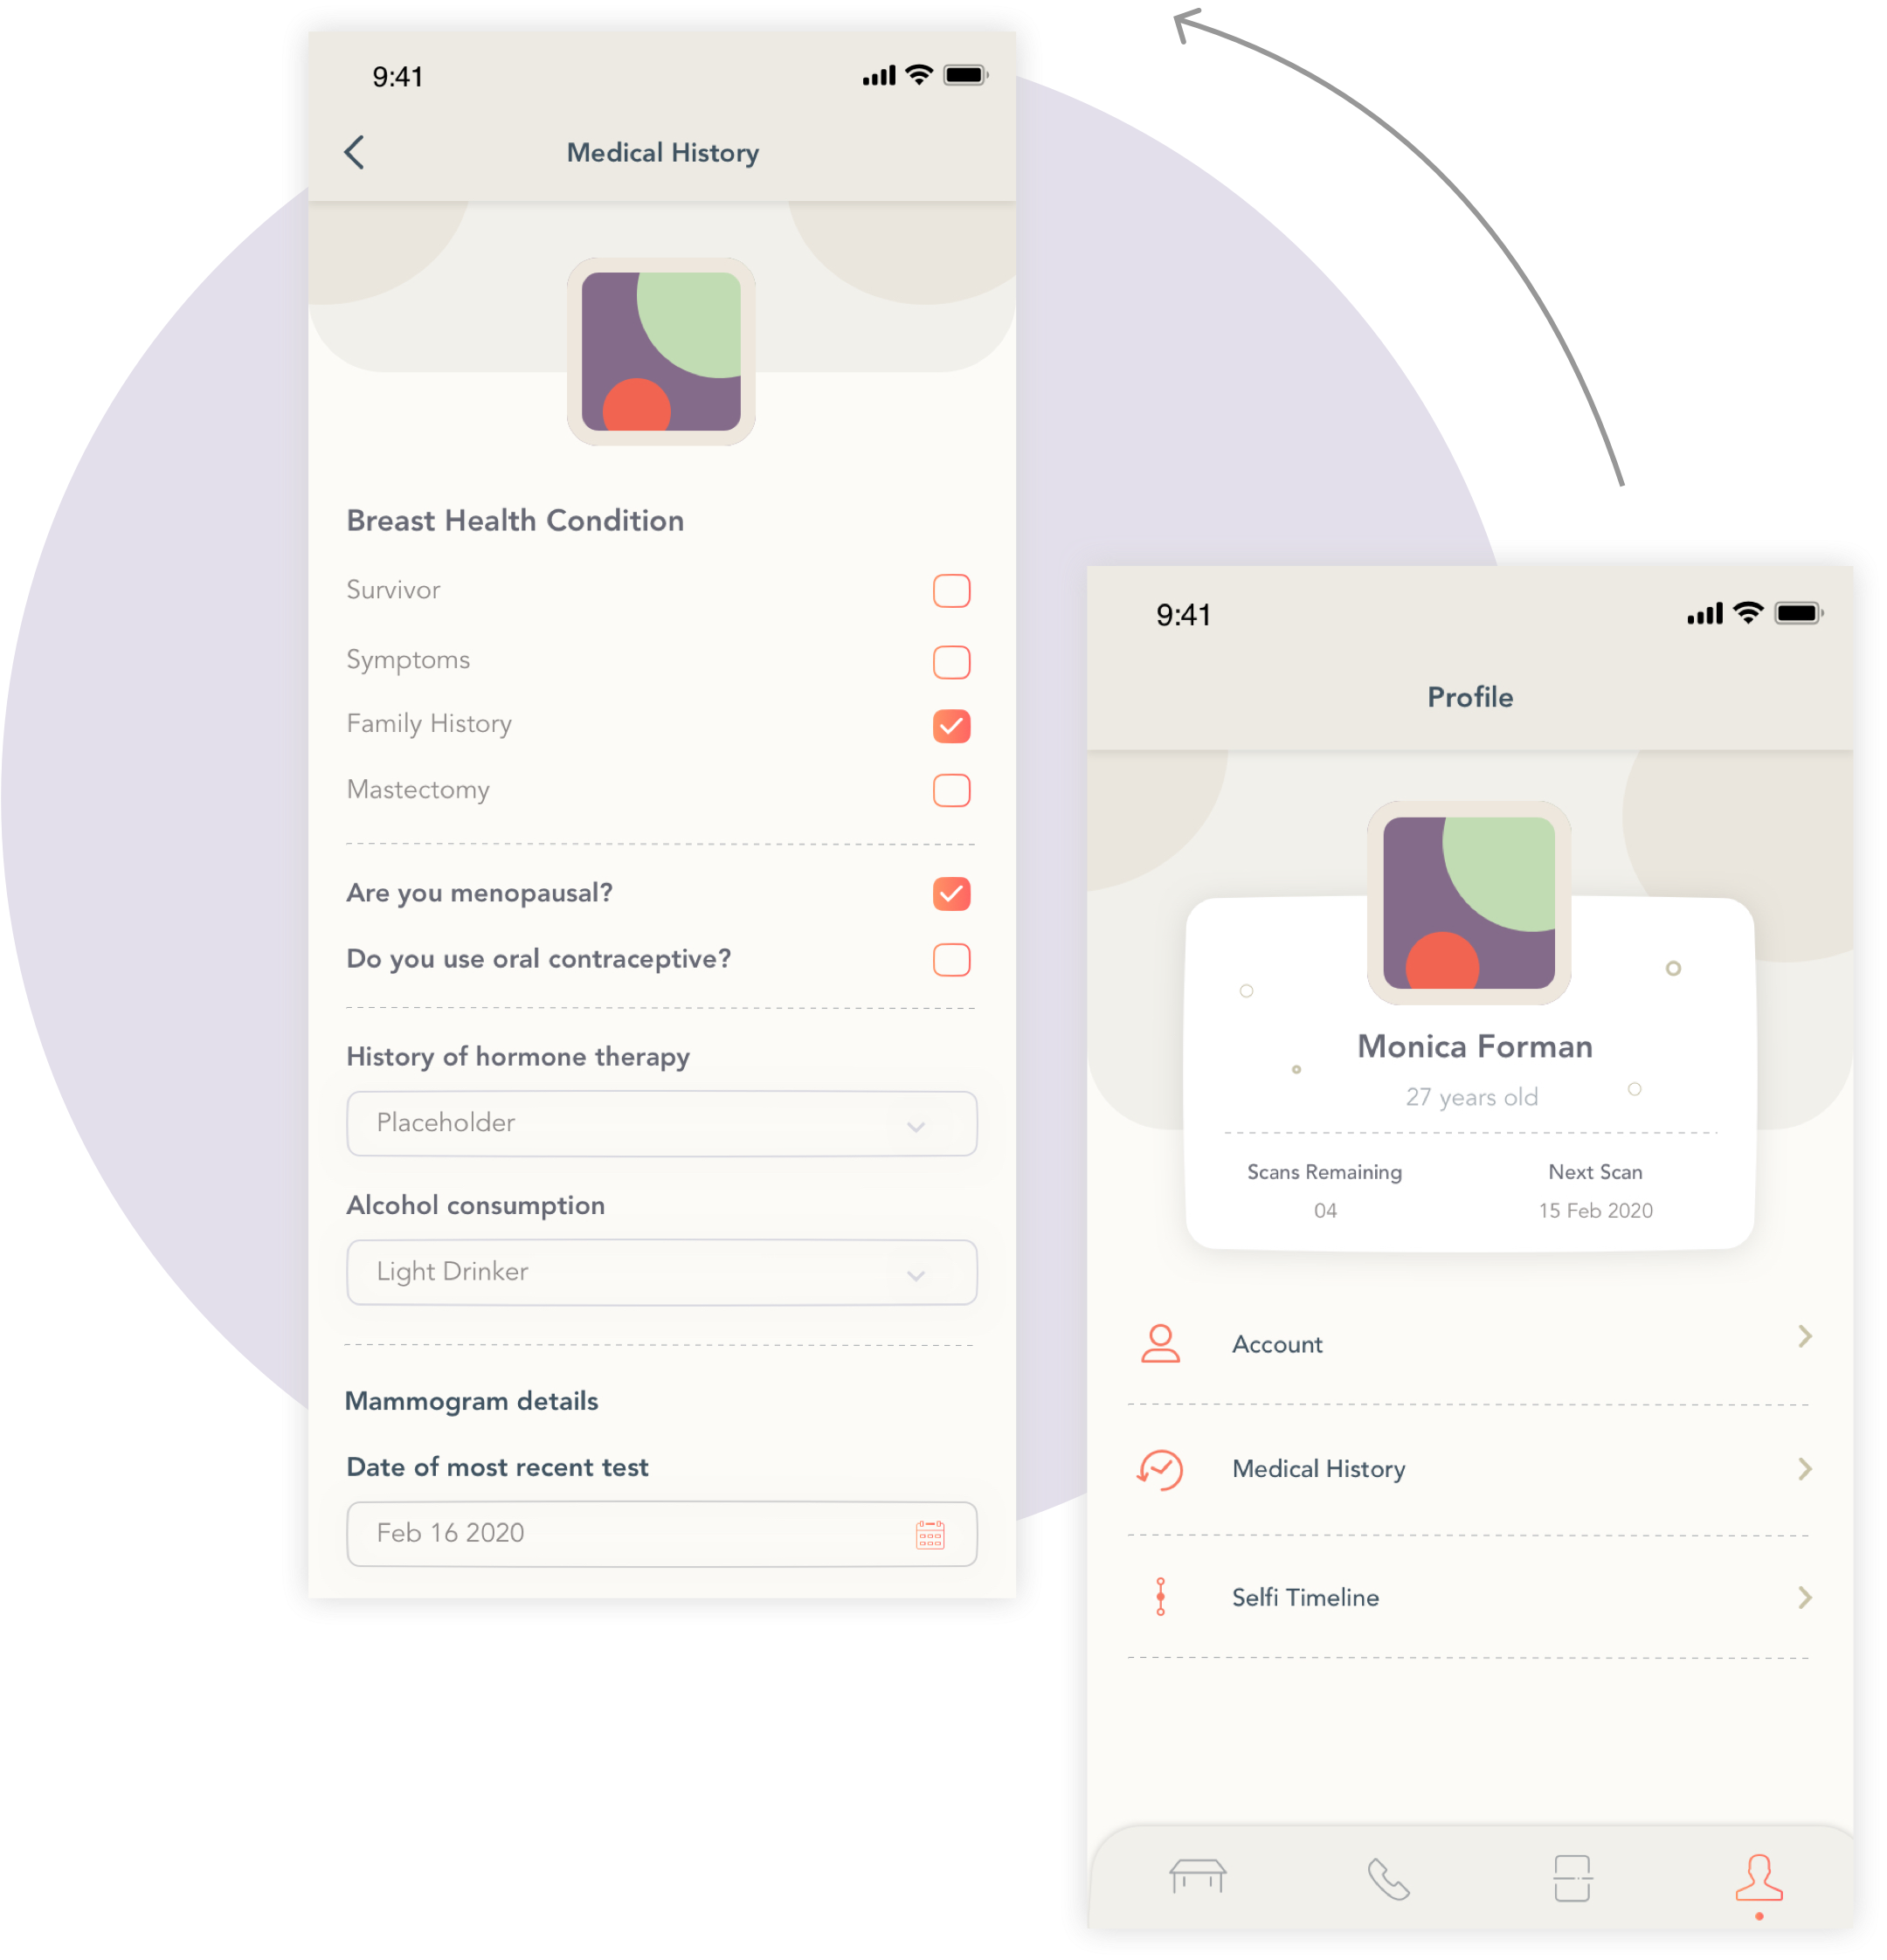 9:41
Medical History
Breast Health Condition
Survivor
Symptoms
Family History
Mastectomy
Are you menopausal?
Do you use oral contraceptive?
History of hormone therapy
Placeholder
Alcohol consumption
Light Drinker
Mammogram details
Date of most recent test
Feb 16 2020
9:41
Profile
Monica Forman
27 years old
Scans Remaining
04
Next Scan
15 Feb 2020
Account
Medical History
Selfi Timeline